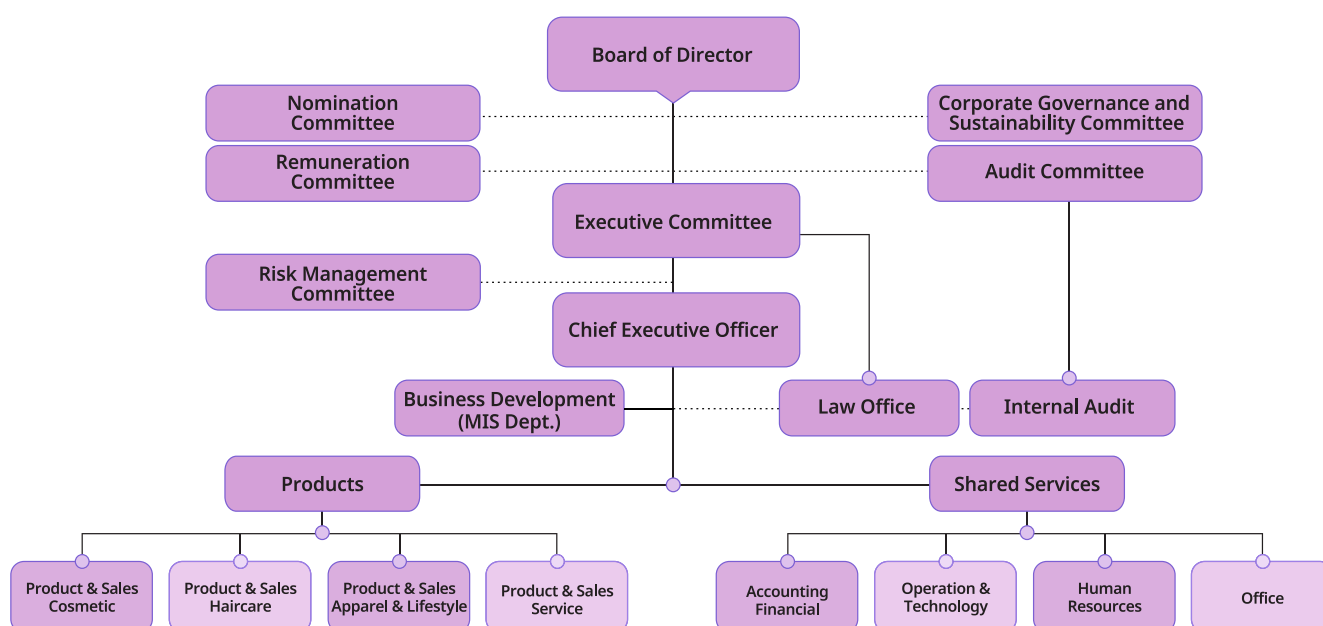 Board of Director
Nomination
Committee
Corporate Governance and
Sustainability Committee
Remuneration
Committee
Audit Committee
Executive Committee
Risk Management
Committee
Chief Executive Officer
Business Development
(MIS Dept.)
Law Office
Internal Audit
Products
Shared Services
Product & Sales
Cosmetic
Product & Sales
Haircare
Product & Sales
Apparel & Lifestyle
Product & Sales
Service
Accounting
Financial
Operation &
Technology
Human
Resources
Office